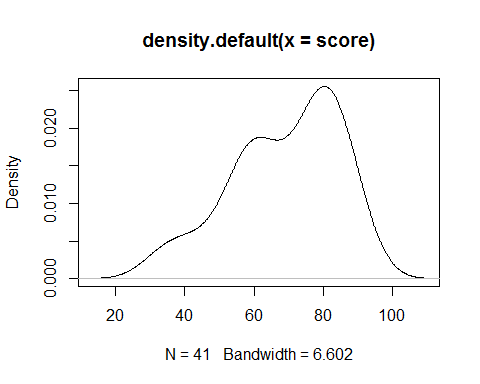 density.default(x = score)
Density
0.020
0.010
0.000
20 40 60 80 100
N = 41 Bandwidth = 6.602